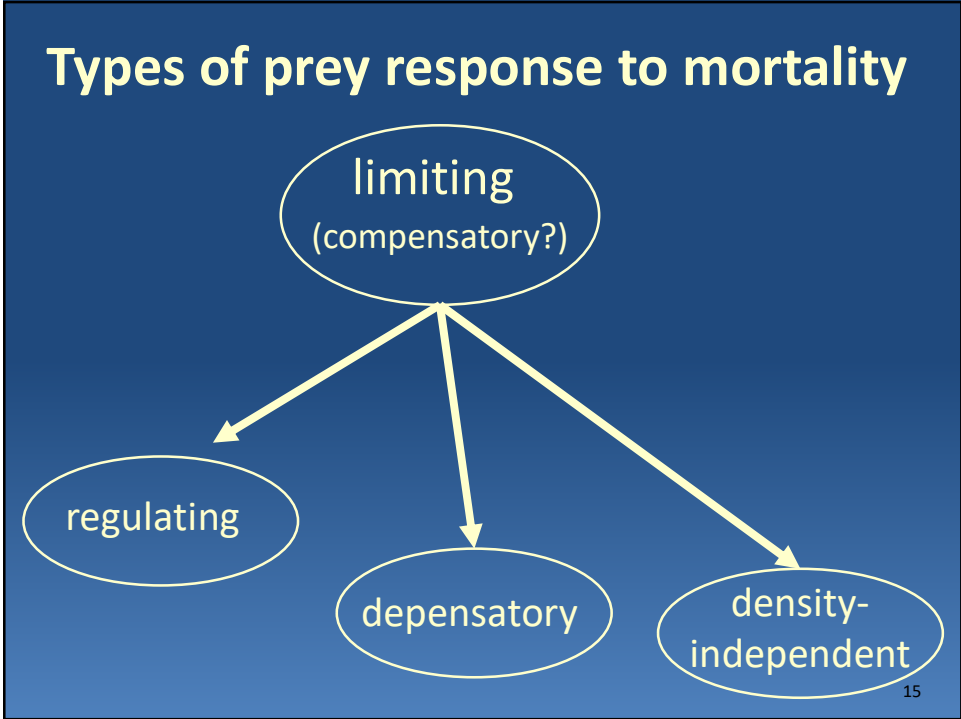 Types of prey response to mortality
limiting
(compensatory?)
regulating
depensatory
density-
independent
15